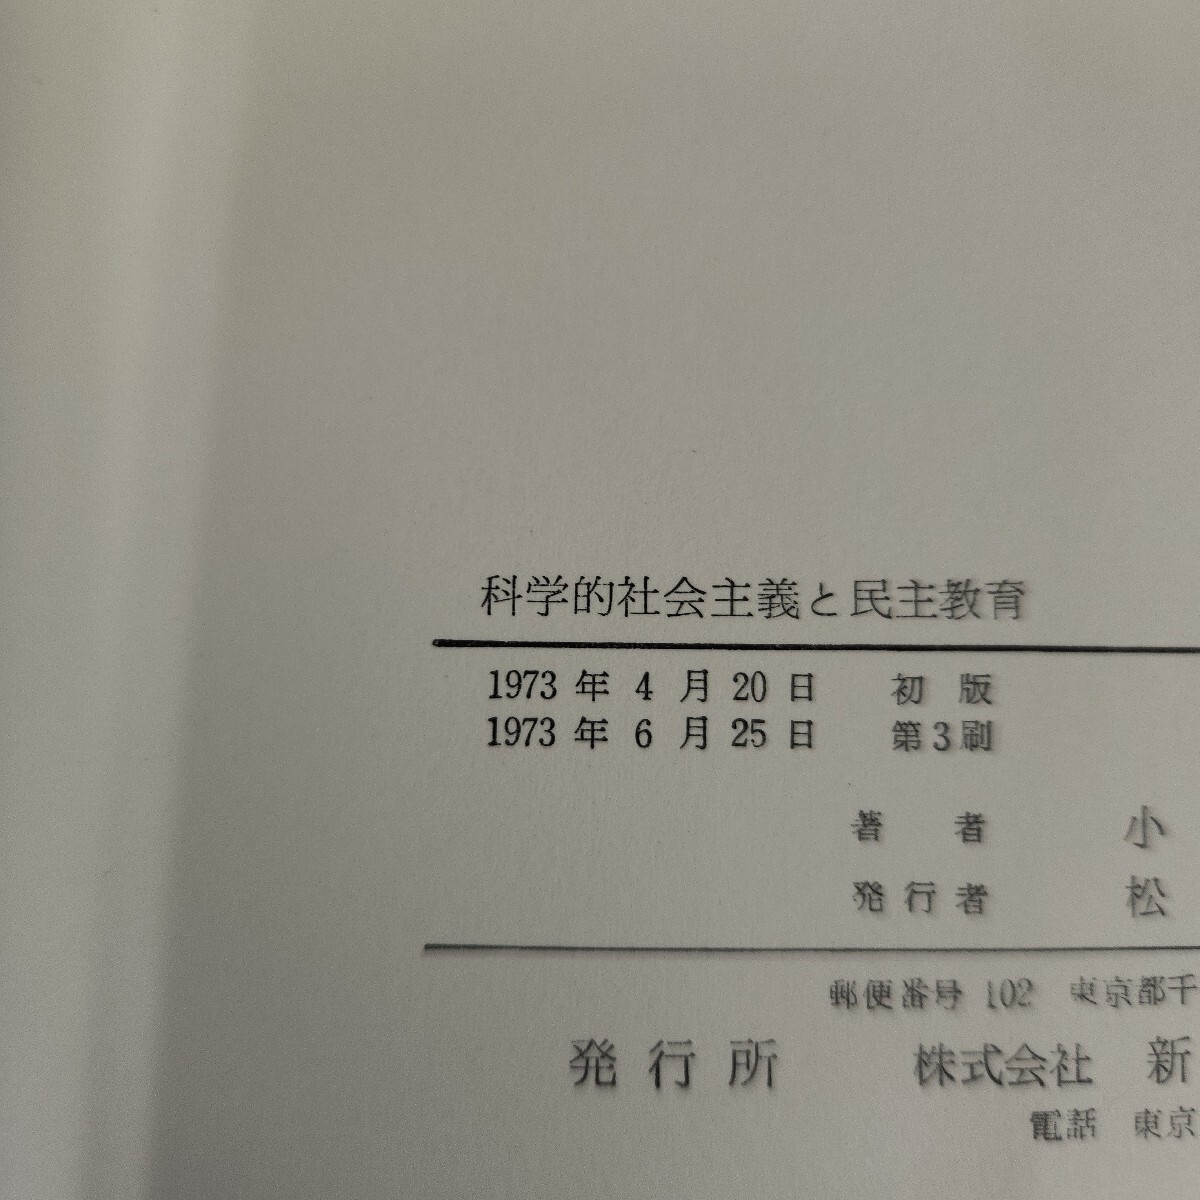 科学的社会主義と民主教育
1973 年 4 月 20 日 初 版
1973 年 6 月 25 日 第3刷
著 者 小
発行者 松
郵便番号 102 東京都千
発行所 株式会社 新
電話 東京